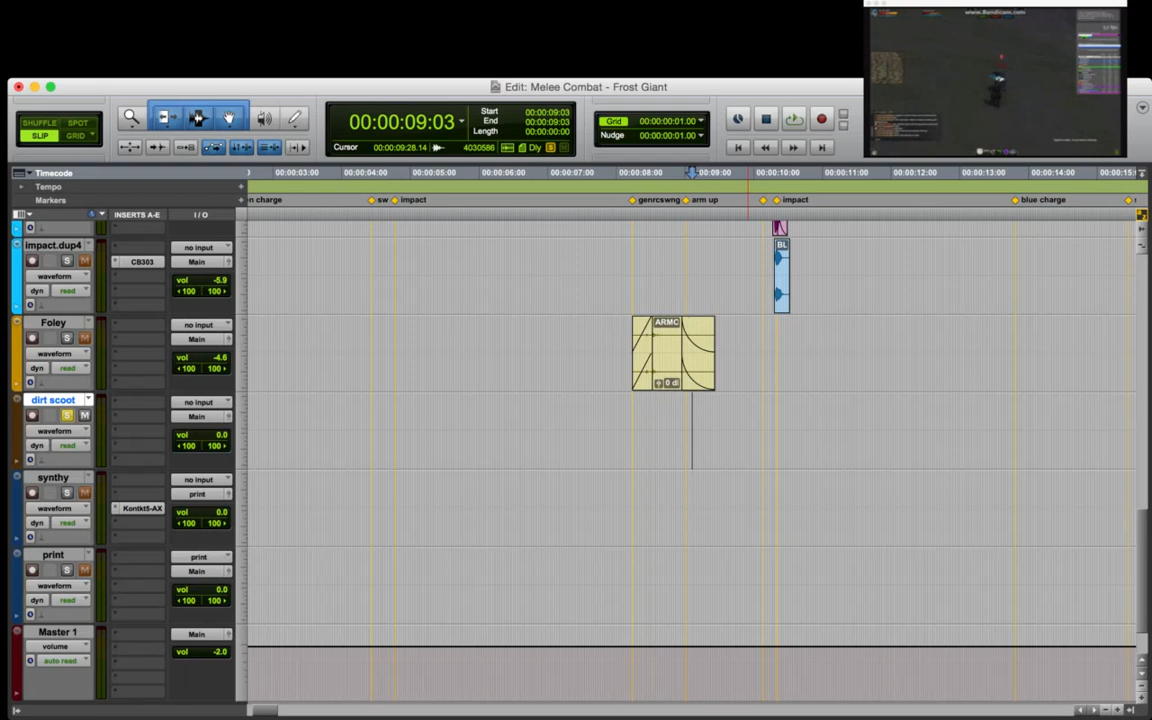 www.Bandicam.com
Edit: Melee Combat - Frost Giant
SHUFFLE SPOT
SLIP GRID
00:00:09:03
Start 00:00:09:03
End 00:00:09:03
Length 00:00:00:00
Cursor 00:00:09:28.14 4030586 Dly S
Grid 00:00:00:01.00
Nudge 00:00:00:01.00
Timecode 00:00:03:00 00:00:04:00 00:00:05:00 00:00:06:00 00:00:07:00 00:00:08:00 00:00:09:00 00:00:10:00 00:00:11:00 00:00:12:00 00:00:13:00 00:00:14:00 00:00:15:
Tempo
Markers n charge sw impact genrcswng arm up impact blue charge
INSERTS A-E I / O
impact.dup4 no input BL
S M CB303 Main
waveform vol -5.9
dyn read 100 100
Foley no input ARMC
S M Main
waveform vol -4.6
dyn read 100 100 0 dl
dirt scoot no input
S M Main
waveform vol 0.0
dyn read 100 100
synthy no input
S M print
waveform Kontkt5-AX vol 0.0
dyn read 100 100
print print
S M Main
waveform vol 0.0
dyn read 100 100
Master 1 Main
volume vol -2.0
auto read